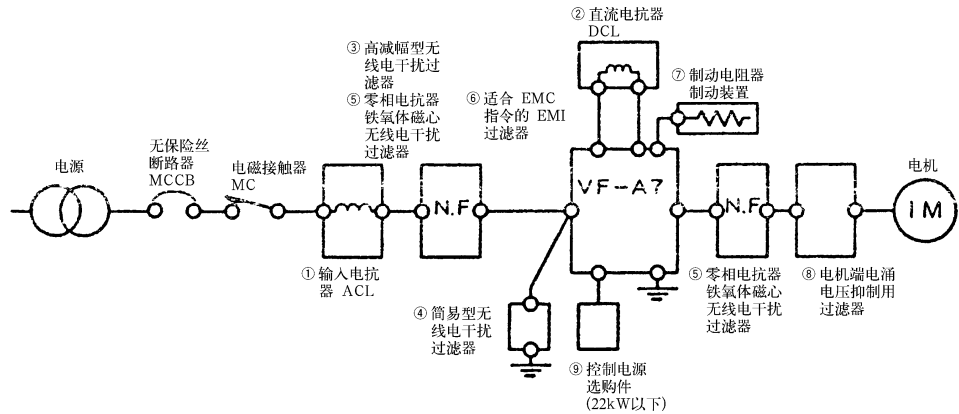 ② 直流电抗器
DCL
③ 高减幅型无
线电干扰过
滤器
⑤ 零相电抗器
铁氧体磁心
无线电干扰
过滤器
⑥ 适合 EMC
指令的 EMI
过滤器
⑦ 制动电阻器
制动装置
电源
无保险丝
断路器
MCCB
电磁接触器
MC
N.F
VF-A7
N.F
电机
IM
① 输入电抗
器 ACL
④ 简易型无
线电干扰
过滤器
⑨ 控制电源
选购件
(22kW以下)
⑤ 零相电抗器
铁氧体磁心
无线电干扰
过滤器
⑧ 电机端电涌
电压抑制用
过滤器